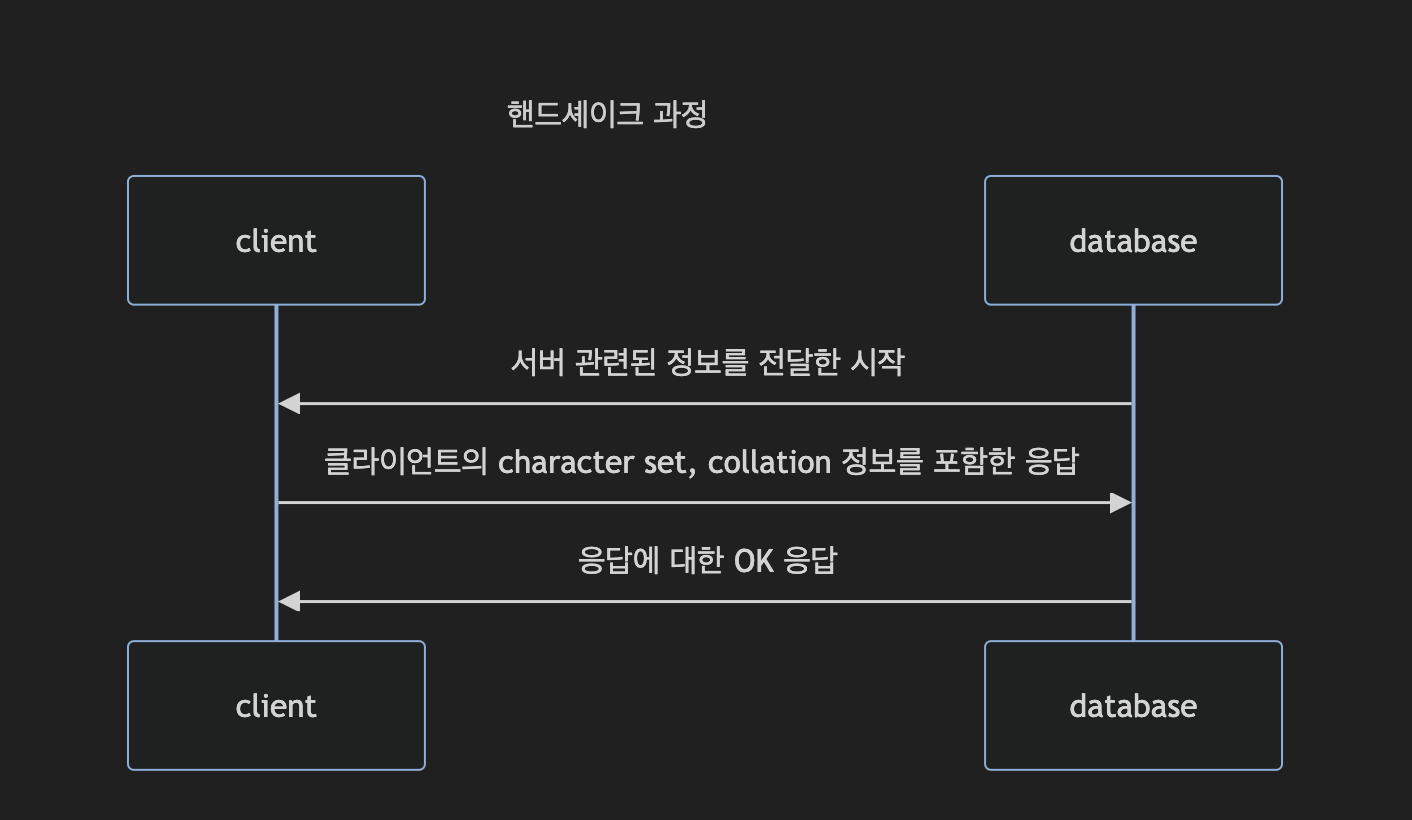 핸드셰이크 과정
client
database
서버 관련된 정보를 전달한 시작
클라이언트의 character set, collation 정보를 포함한 응답
응답에 대한 OK 응답
client
database